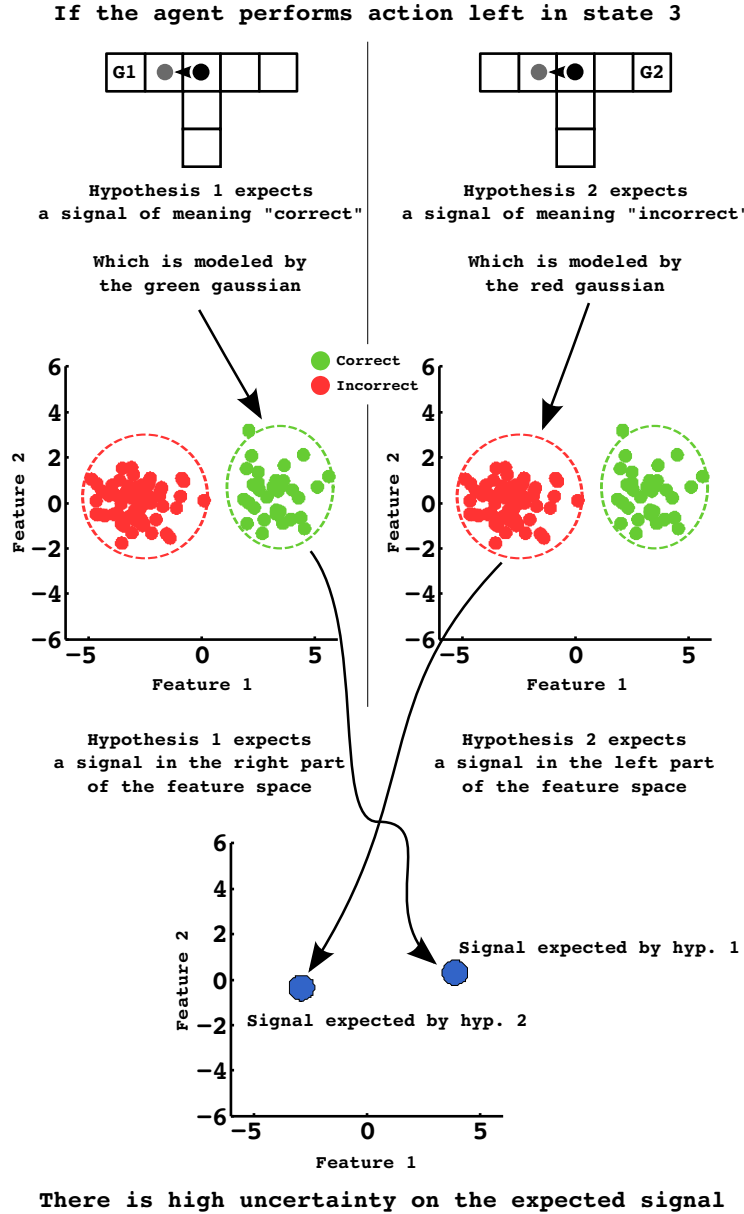 If the agent performs action left in state 3
G1
G2
Hypothesis 1 expects
a signal of meaning "correct"
Hypothesis 2 expects
a signal of meaning "incorrect"
Which is modeled by
the green gaussian
Which is modeled by
the red gaussian
Correct
Incorrect
6
4
2
0
−2
−4
−6
−5
0
5
Feature 2
Feature 1
6
4
2
0
−2
−4
−6
−5
0
5
Feature 2
Feature 1
Hypothesis 1 expects
a signal in the right part
of the feature space
Hypothesis 2 expects
a signal in the left part
of the feature space
6
4
2
0
−2
−4
−6
−5
0
5
Feature 2
Feature 1
Signal expected by hyp. 1
Signal expected by hyp. 2
There is high uncertainty on the expected signal